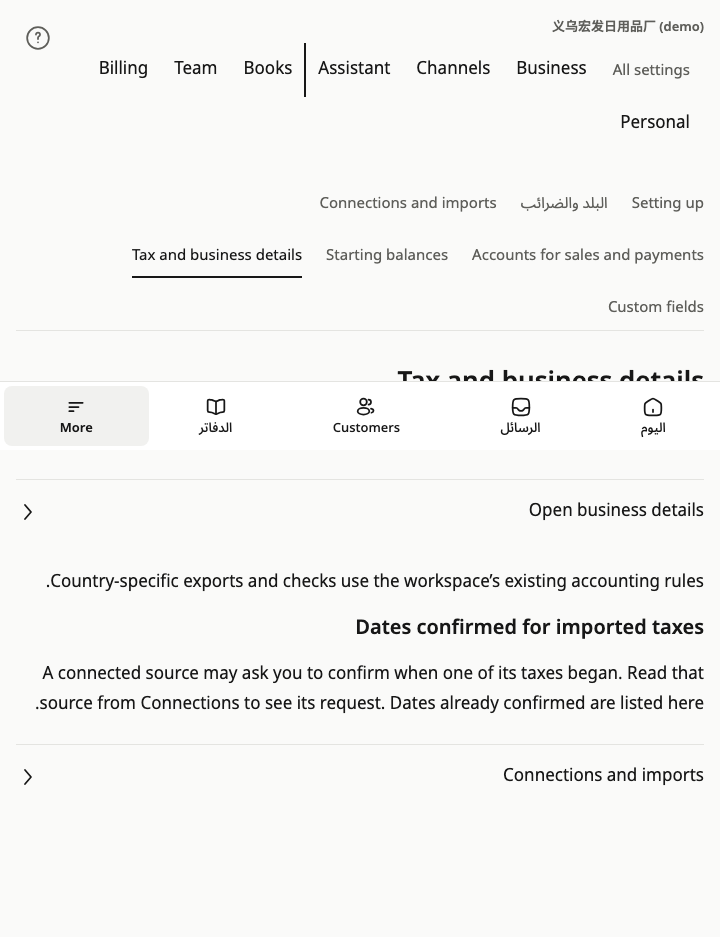 义乌宏发日用品厂 (demo)
All settings
Business
Channels
Assistant
Books
Team
Billing
Personal
Setting up
البلد والضرائب
Connections and imports
Accounts for sales and payments
Starting balances
Tax and business details
Custom fields
Tax and business details
اليوم
الرسائل
Customers
الدفاتر
More
Open business details
Country-specific exports and checks use the workspace’s existing accounting rules.
Dates confirmed for imported taxes
A connected source may ask you to confirm when one of its taxes began. Read that
source from Connections to see its request. Dates already confirmed are listed here.
Connections and imports